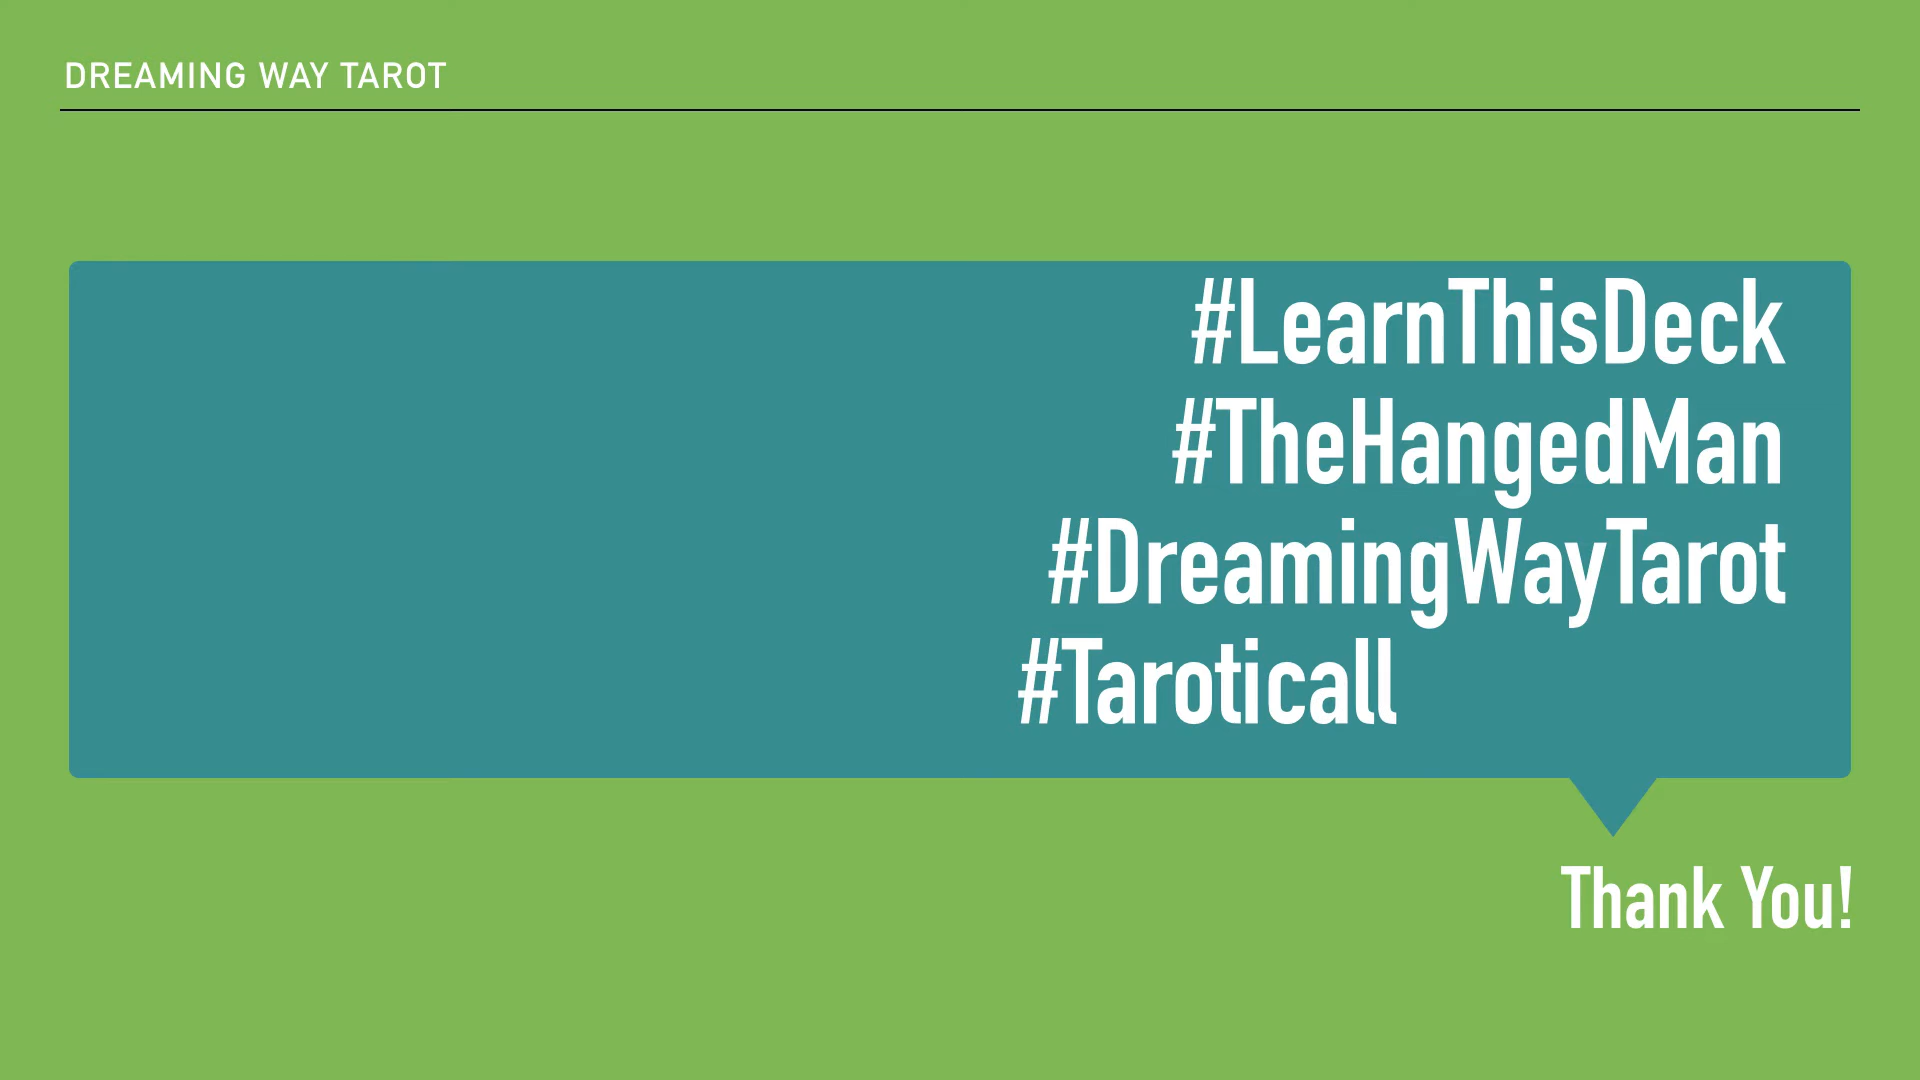 DREAMING WAY TAROT
#LearnThisDeck
#TheHangedMan
#DreamingWayTarot
#Taroticall
Thank You!